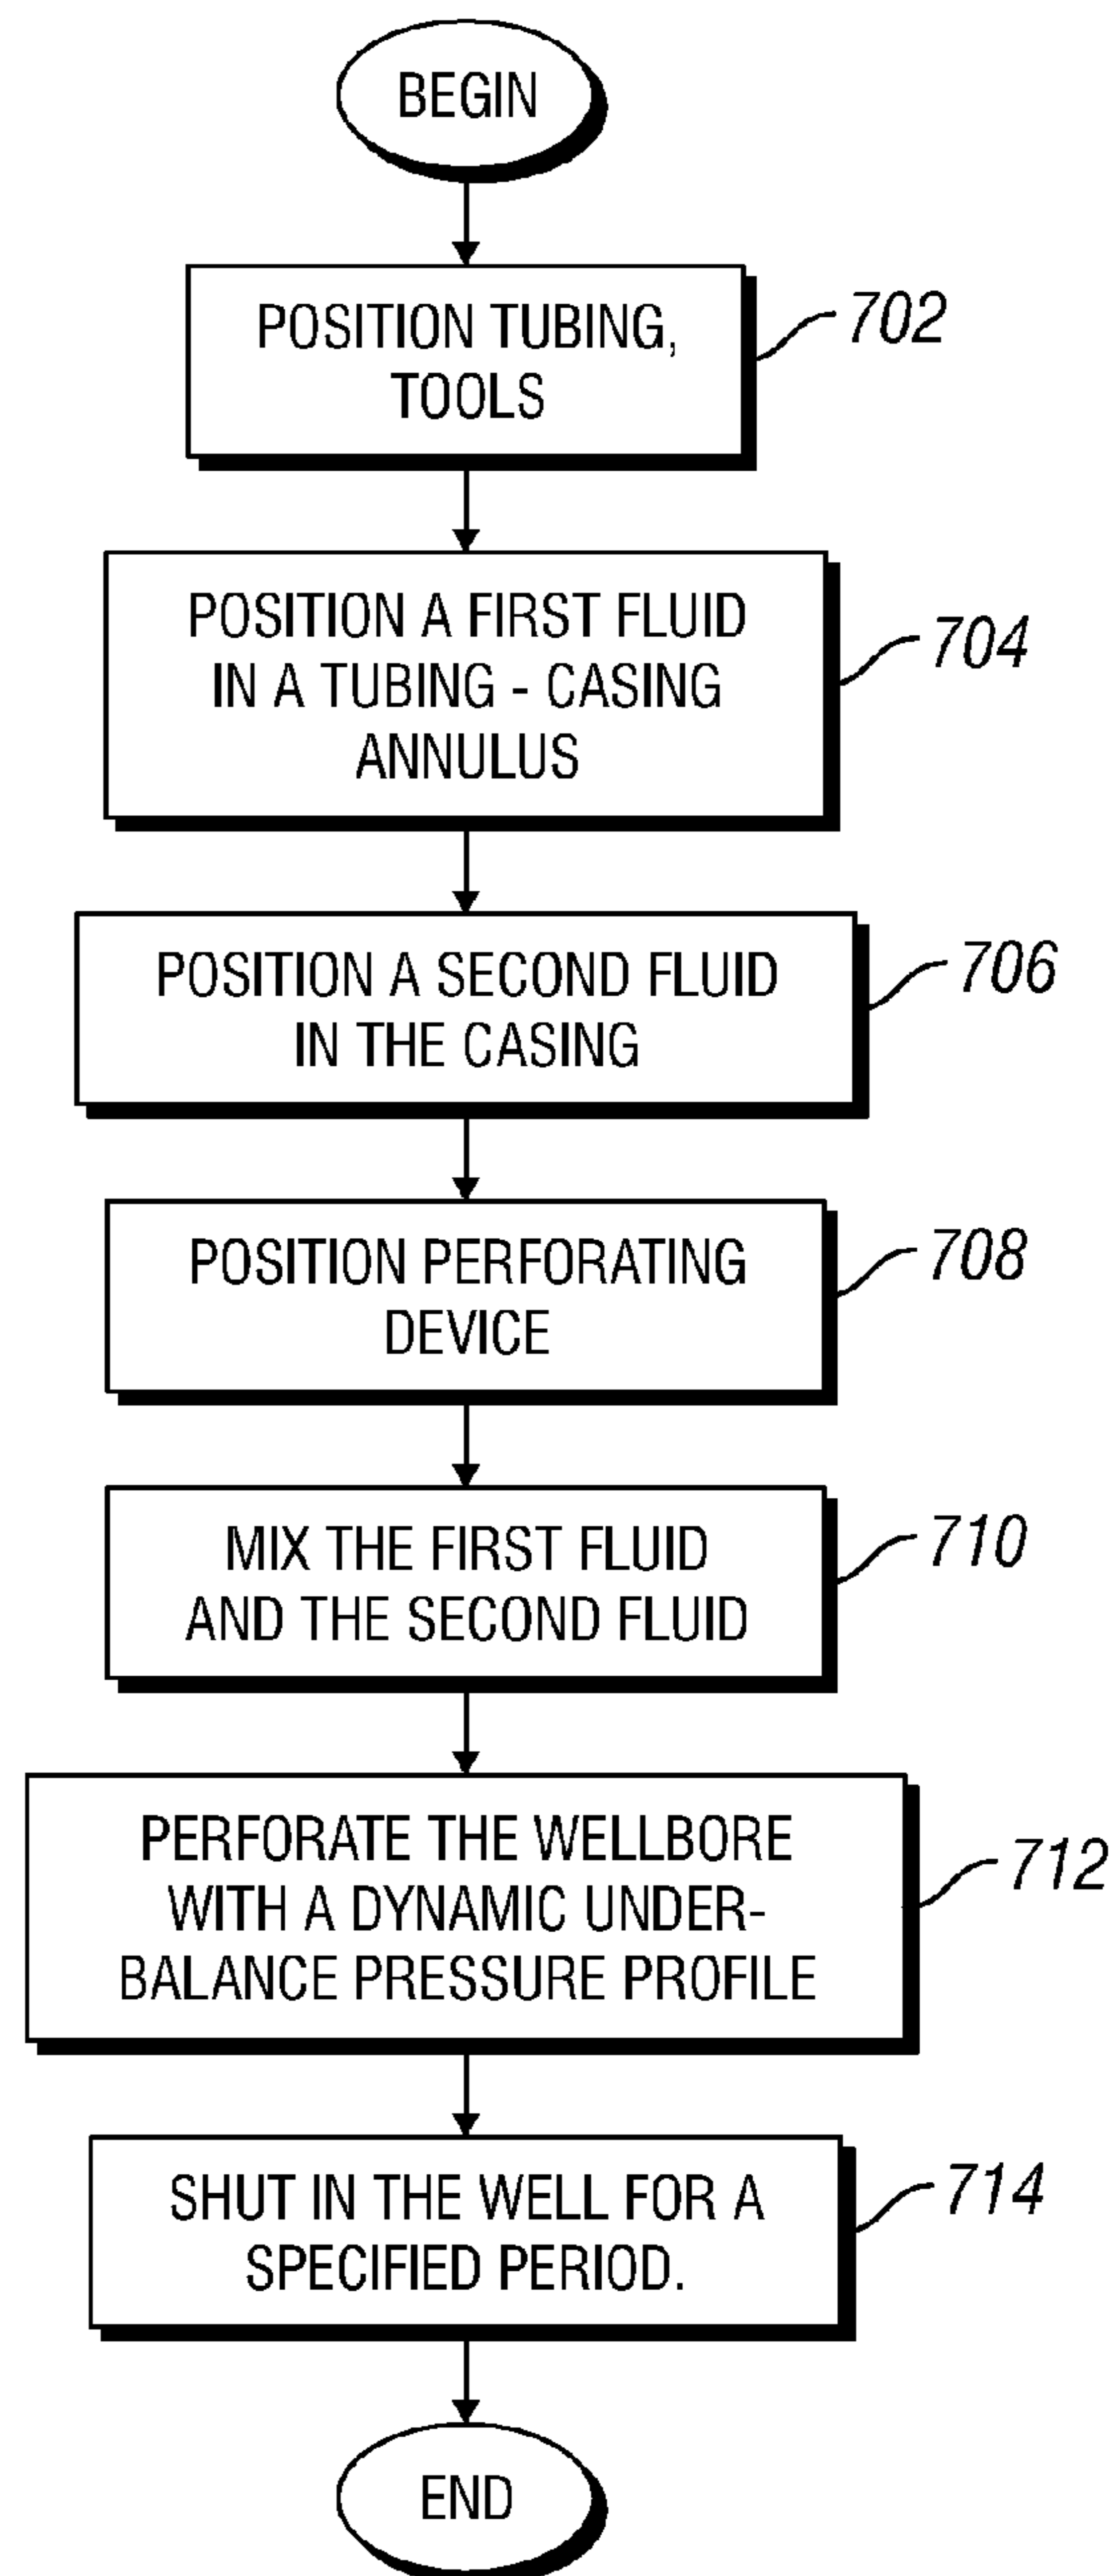 BEGIN
POSITION TUBING,
TOOLS
702
POSITION A FIRST FLUID
IN A TUBING - CASING
ANNULUS
704
POSITION A SECOND FLUID
IN THE CASING
706
POSITION PERFORATING
DEVICE
708
MIX THE FIRST FLUID
AND THE SECOND FLUID
710
PERFORATE THE WELLBORE
WITH A DYNAMIC UNDER-
BALANCE PRESSURE PROFILE
712
SHUT IN THE WELL FOR A
SPECIFIED PERIOD.
714
END